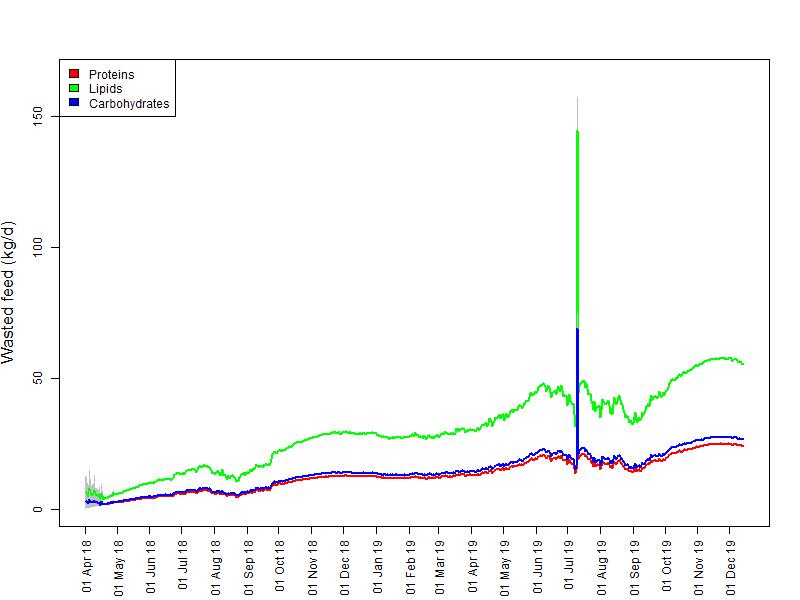 Proteins
Lipids
Carbohydrates
Wasted feed (kg/d)
150
100
50
0
01 Apr 18
01 May 18
01 Jun 18
01 Jul 18
01 Aug 18
01 Sep 18
01 Oct 18
01 Nov 18
01 Dec 18
01 Jan 19
01 Feb 19
01 Mar 19
01 Apr 19
01 May 19
01 Jun 19
01 Jul 19
01 Aug 19
01 Sep 19
01 Oct 19
01 Nov 19
01 Dec 19